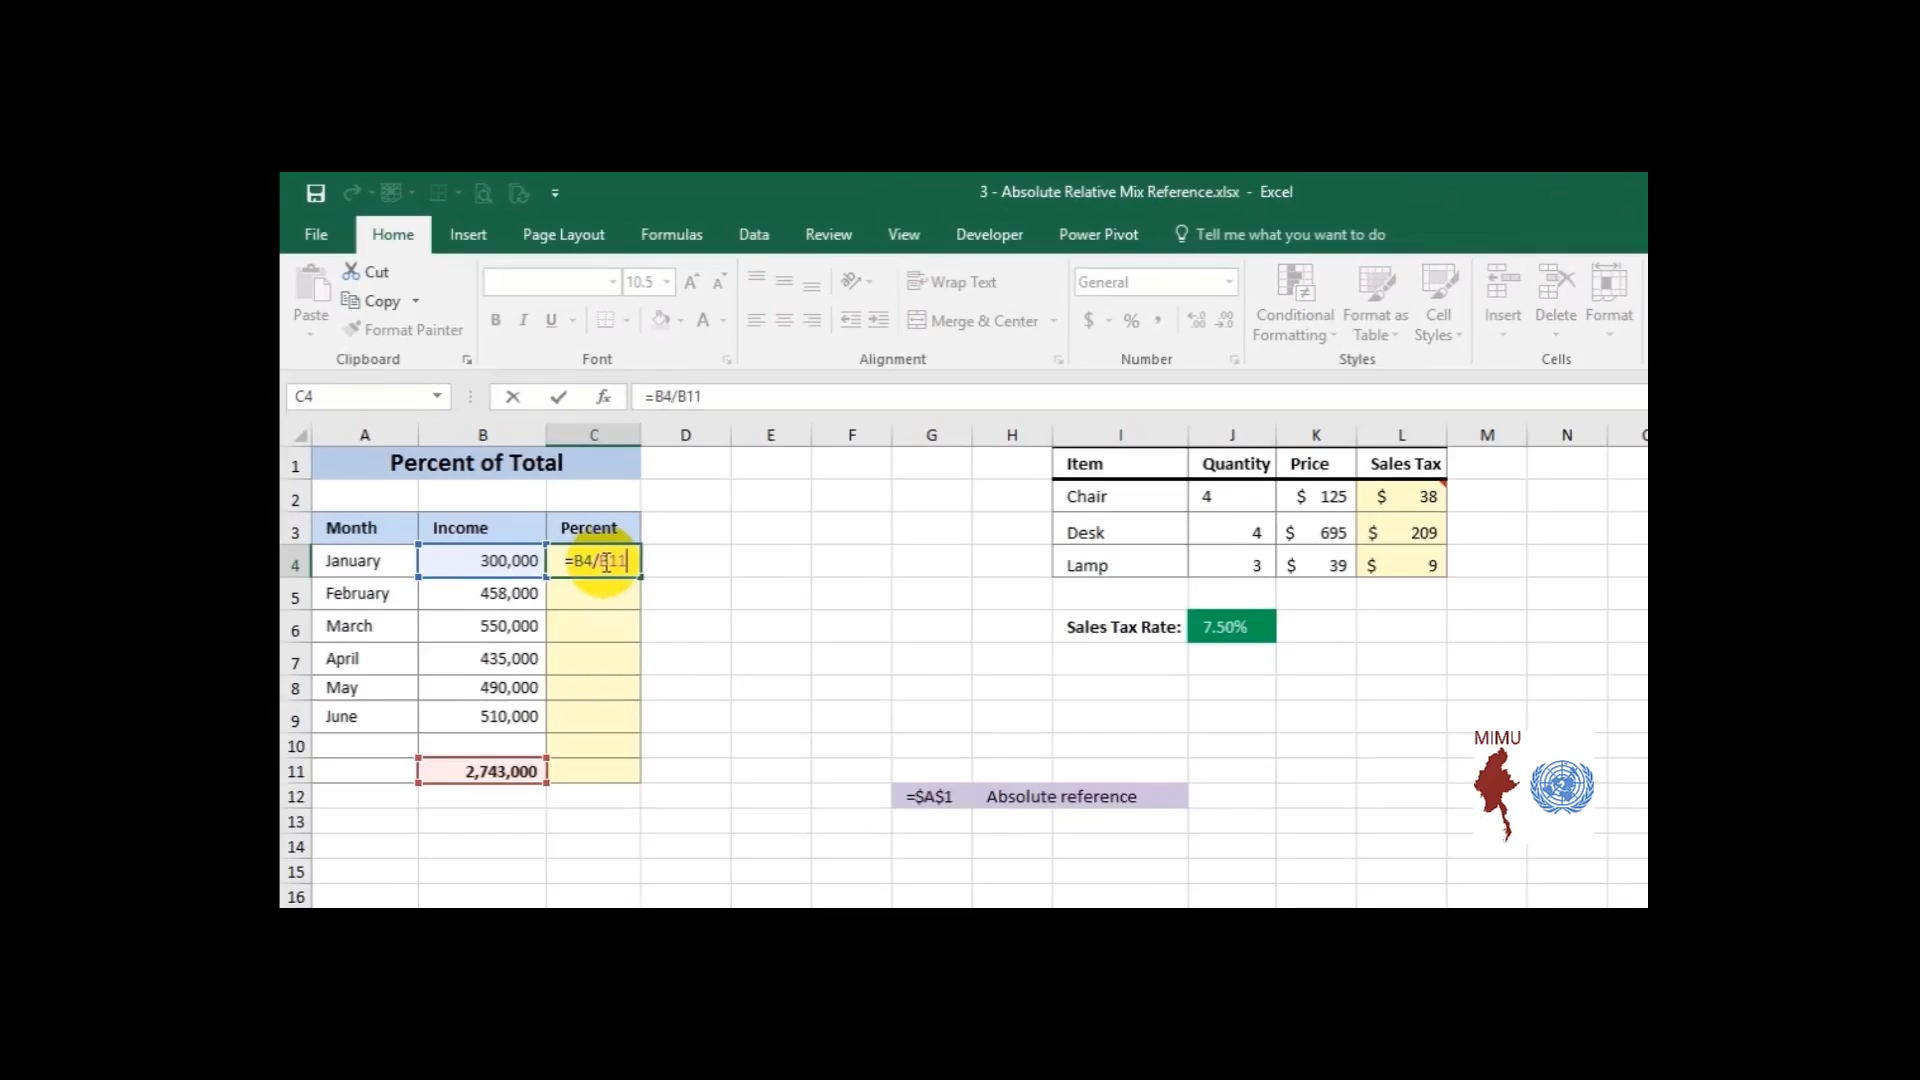 3 - Absolute Relative Mix Reference.xlsx - Excel
File Home Insert Page Layout Formulas Data Review View Developer Power Pivot Tell me what you want to do
Cut
Copy
Format Painter
Paste
Clipboard
10.5
A A
B I U A
Font
Wrap Text
Merge & Center
Alignment
General
$ % ,
Number
Conditional Formatting
Format as Table
Cell Styles
Styles
Insert Delete Format
Cells
C4 fx =B4/B11
A B C D E F G H I J K L M N
1 Percent of Total Item Quantity Price Sales Tax
2 Chair 4 $ 125 $ 38
3 Month Income Percent Desk 4 $ 695 $ 209
4 January 300,000 =B4/B11 Lamp 3 $ 39 $ 9
5 February 458,000
6 March 550,000 Sales Tax Rate: 7.50%
7 April 435,000
8 May 490,000
9 June 510,000
10
11 2,743,000
12 =$A$1 Absolute reference
13
14
15
16
MIMU